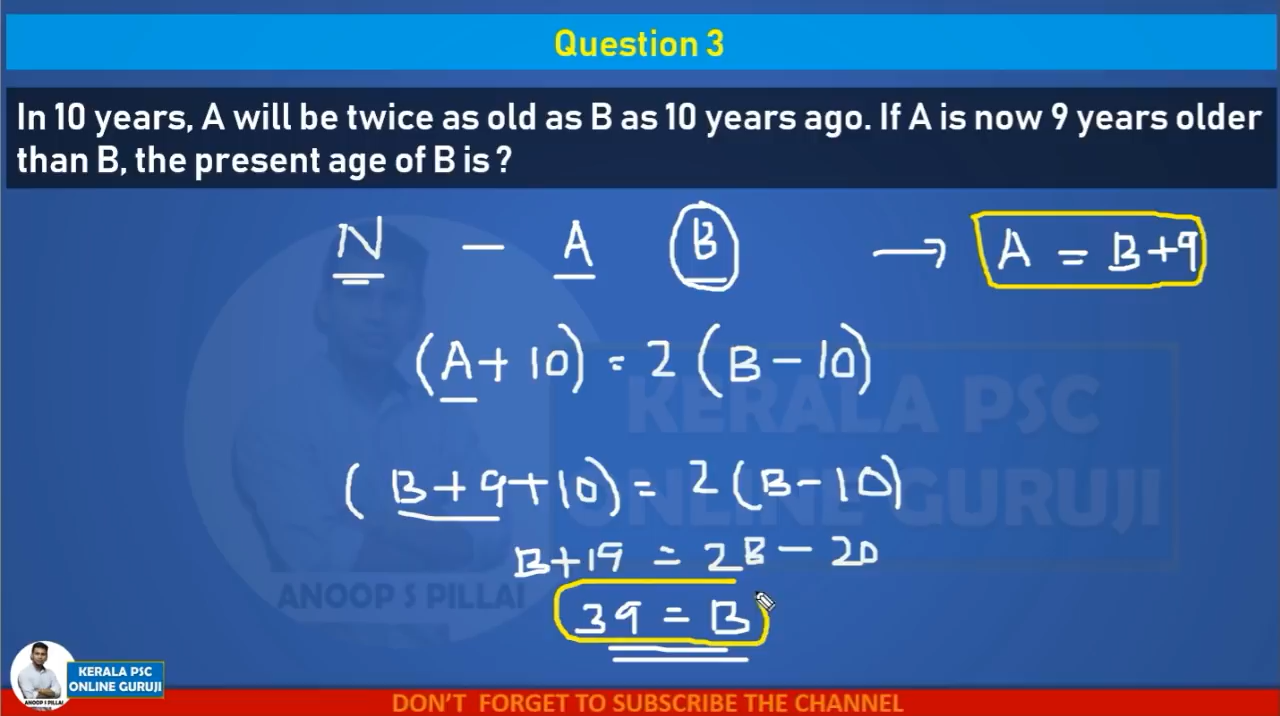 Question 3
In 10 years, A will be twice as old as B as 10 years ago. If A is now 9 years older
than B, the present age of B is ?
N - A B → A = B+9
(A + 10) = 2 (B - 10)
( B + 9 + 10) = 2 (B - 10)
B+19 = 2B - 20
39 = B
KERALA PSC
ONLINE GURUJI
ANOOP S PILLAI
KERALA PSC
ONLINE GURUJI
ANOOP S PILLAI
DON'T FORGET TO SUBSCRIBE THE CHANNEL